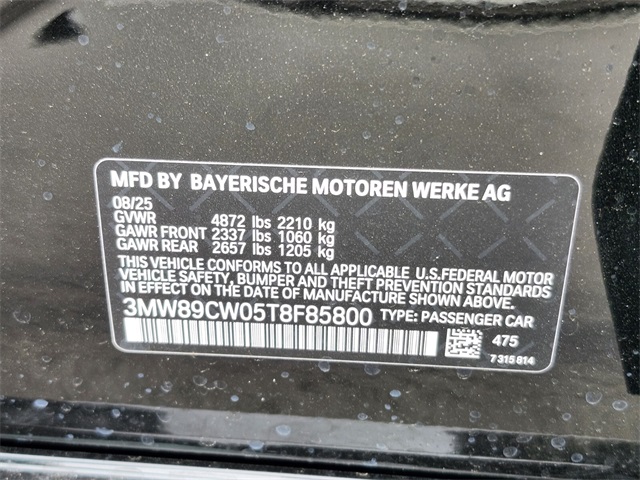 MFD BY BAYERISCHE MOTOREN WERKE AG
08/25
GVWR 4872 lbs 2210 kg
GAWR FRONT 2337 lbs 1060 kg
GAWR REAR 2657 lbs 1205 kg
THIS VEHICLE CONFORMS TO ALL APPLICABLE U.S.FEDERAL MOTOR
VEHICLE SAFETY, BUMPER AND THEFT PREVENTION STANDARDS
IN EFFECT ON THE DATE OF MANUFACTURE SHOWN ABOVE.
3MW89CW05T8F85800 TYPE: PASSENGER CAR
475
7 315 814